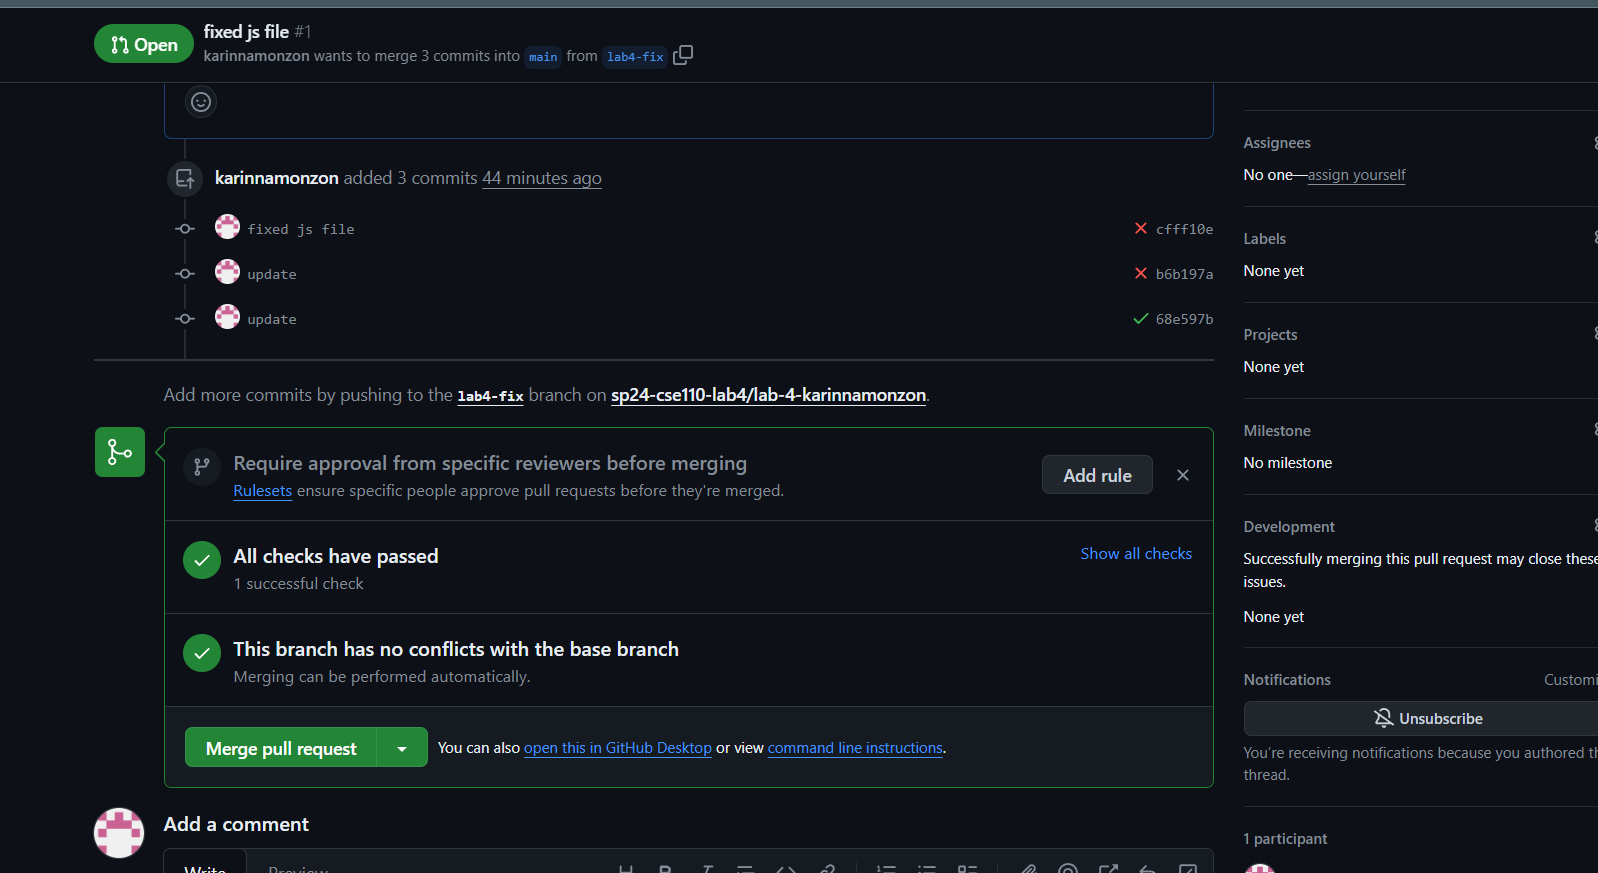 Open
fixed js file #1
karinnamonzon wants to merge 3 commits into main from lab4-fix
karinnamonzon added 3 commits 44 minutes ago
fixed js file cfff10e
update b6b197a
update 68e597b
Add more commits by pushing to the lab4-fix branch on sp24-cse110-lab4/lab-4-karinnamonzon.
Require approval from specific reviewers before merging
Rulesets ensure specific people approve pull requests before they're merged.
Add rule
All checks have passed
1 successful check
Show all checks
This branch has no conflicts with the base branch
Merging can be performed automatically.
Merge pull request
You can also open this in GitHub Desktop or view command line instructions.
Add a comment
Write Preview
Assignees
No one—assign yourself
Labels
None yet
Projects
None yet
Milestone
No milestone
Development
Successfully merging this pull request may close these
issues.
None yet
Notifications Customi
Unsubscribe
You're receiving notifications because you authored th
thread.
1 participant